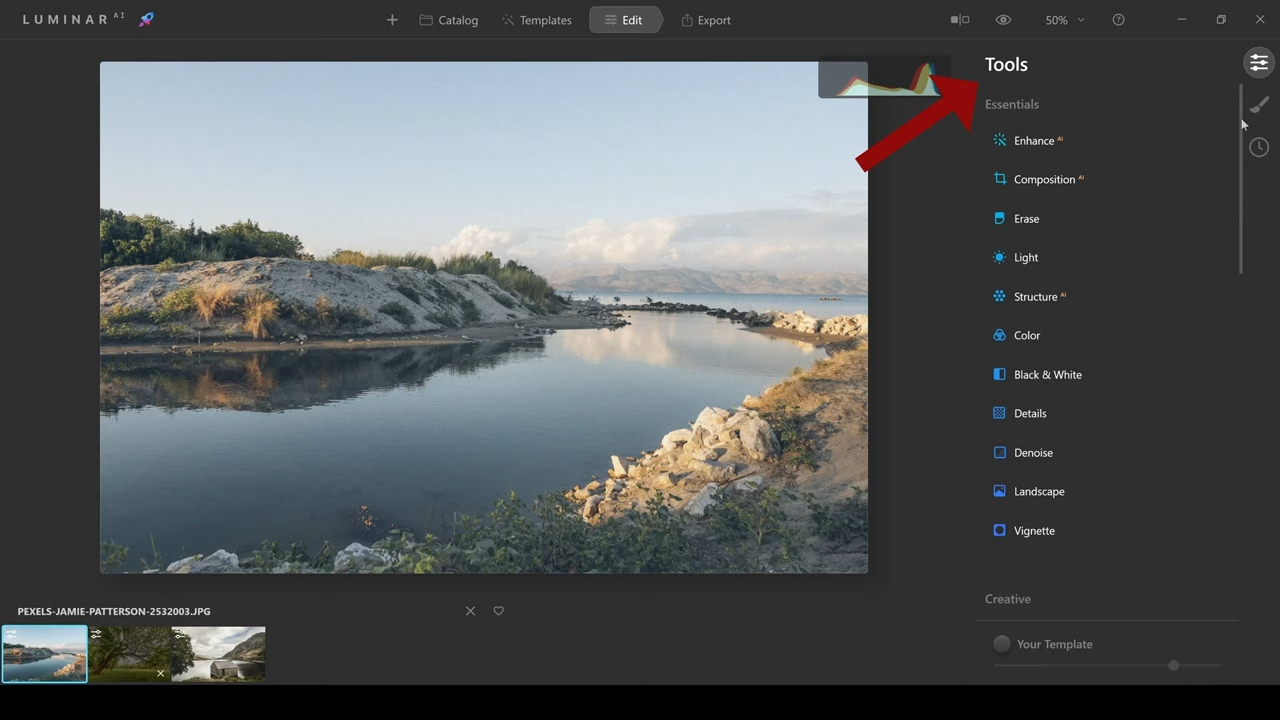 LUMINAR AI
Catalog
Templates
Edit
Export
50%
Tools
Essentials
Enhance AI
Composition AI
Erase
Light
Structure AI
Color
Black & White
Details
Denoise
Landscape
Vignette
Creative
Your Template
PEXELS-JAMIE-PATTERSON-2532003.JPG